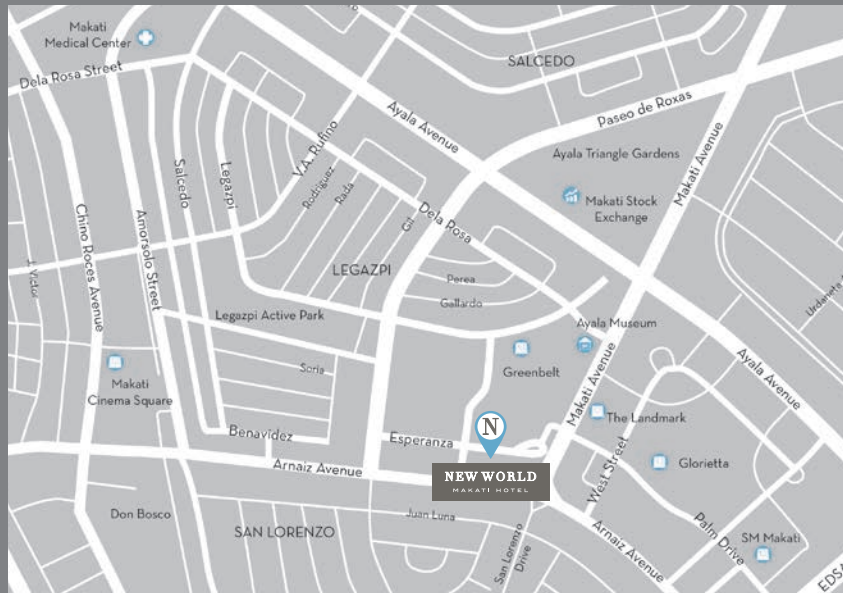 Makati
Medical Center
Dela Rosa Street
SALCEDO
Ayala Avenue
Paseo de Roxas
Makati Avenue
V.A. Rufino
Ayala Triangle Gardens
Salcedo
Legazpi
Rodriguez
Rada
Makati Stock
Exchange
Gil
Dela Rosa
Chino Roces Avenue
Amorsolo Street
J. Victor
LEGAZPI
Perea
Gallardo
Urdaneta
Legazpi Active Park
Ayala Museum
Greenbelt
Makati Avenue
Ayala Avenue
Soria
Makati
Cinema Square
The Landmark
Benavidez
Esperanza
N
West Street
Glorietta
Arnaiz Avenue
NEW WORLD
MAKATI HOTEL
Don Bosco
Juan Luna
SAN LORENZO
San Lorenzo
Drive
Arnaiz Avenue
Palm Drive
SM Makati
EDSA